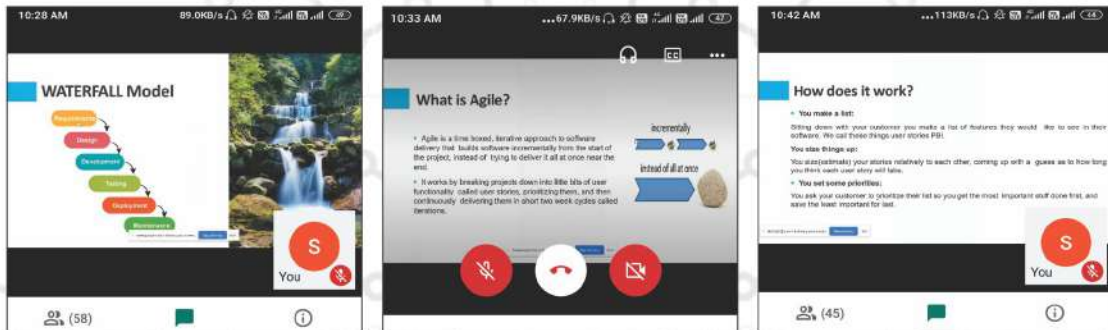 10:28 AM
89.0KB/s
49
WATERFALL Model
Requirements
Design
Development
Testing
Deployment
Maintenance
S
You
(58)
10:33 AM
...67.9KB/s
47
CC
What is Agile?
• Agile is a time boxed, iterative approach to software
delivery that builds software incrementally from the start of
the project, instead of trying to deliver it all at once near the
end.
• It works by breaking projects down into little bits of user
functionality called user stories, prioritizing them, and then
continuously delivering them in short two week cycles called
iterations.
incrementally
instead of all at once
10:42 AM
...113KB/s
44
How does it work?
• You make a list:
Sitting down with your customer you make a list of features they would like to see in their
software. We call these things user stories PBI.
You size things up:
You size(estimate) your stories relatively to each other, coming up with a guess as to how long
you think each user story will take.
• You set some priorities:
You ask your customer to prioritize their list so you get the most important stuff done first, and
save the least important for last.
S
You
(45)